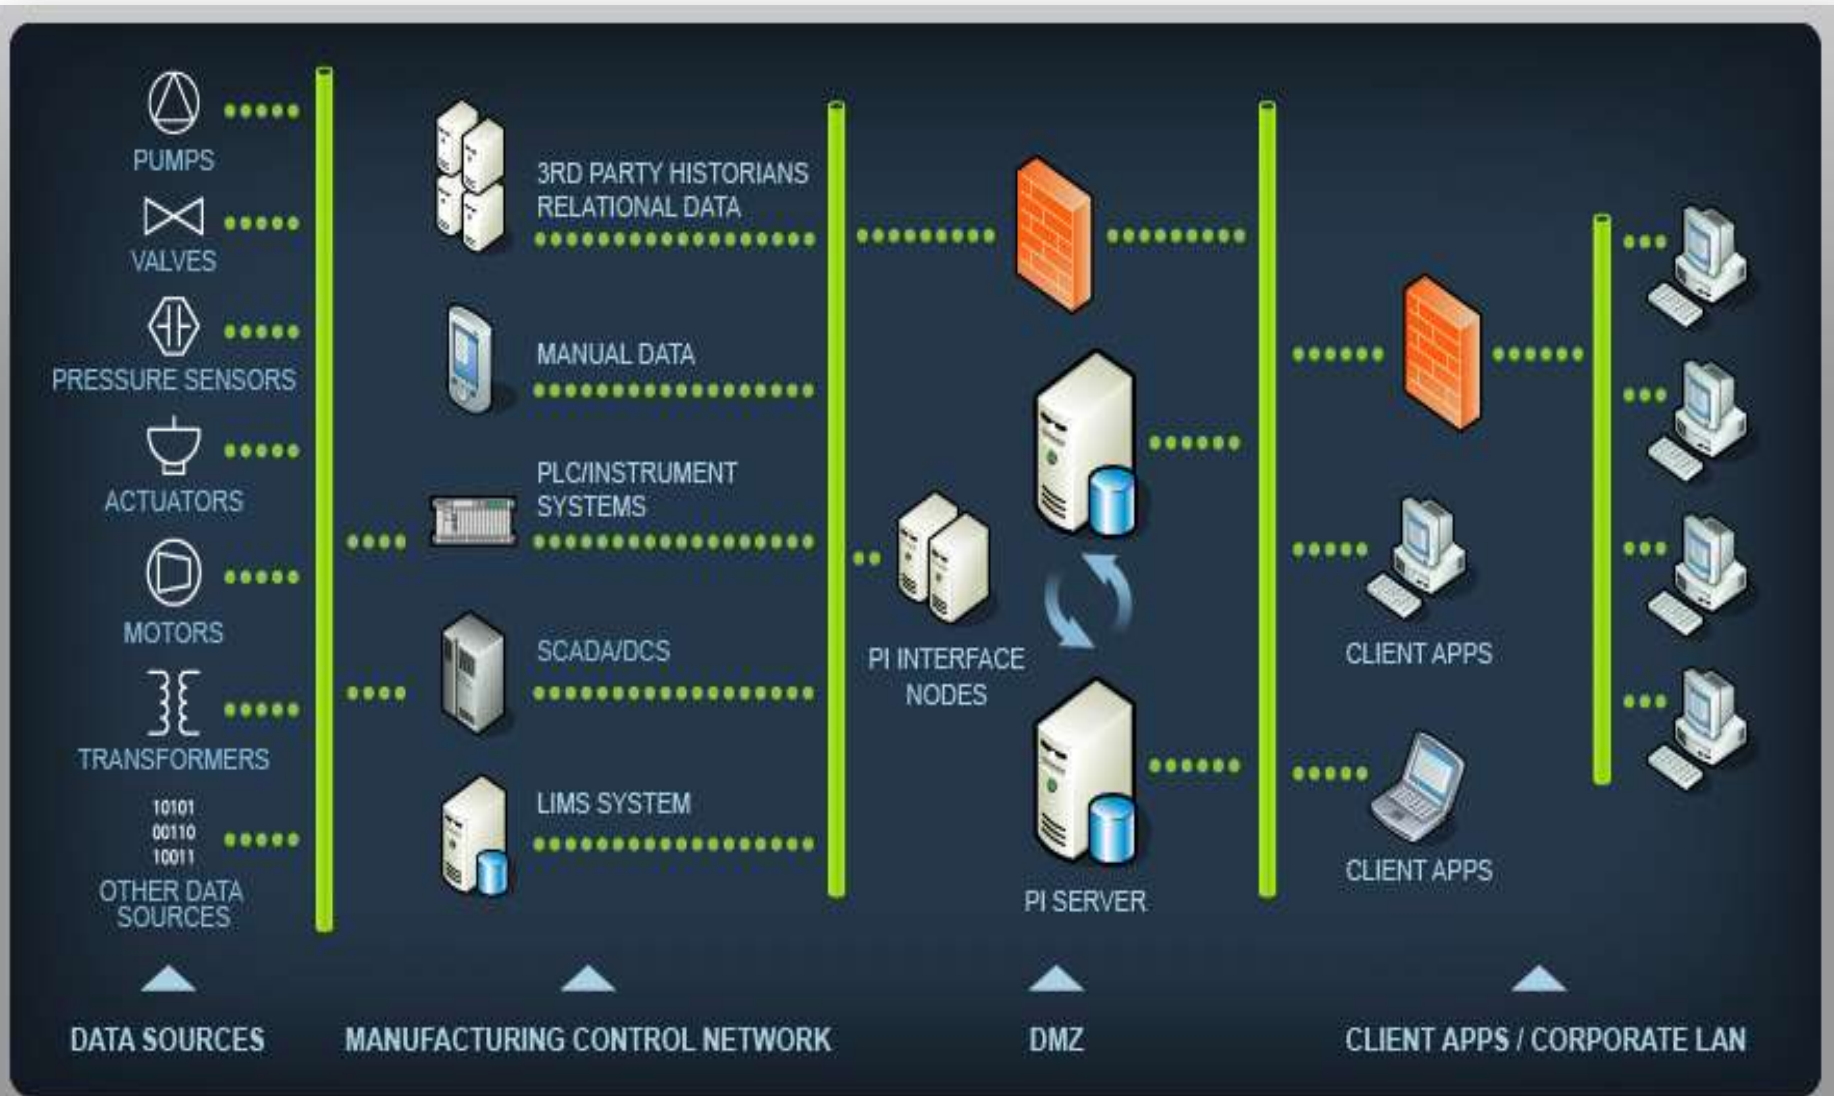 PUMPS
VALVES
PRESSURE SENSORS
ACTUATORS
MOTORS
TRANSFORMERS
10101
00110
10011
OTHER DATA
SOURCES
3RD PARTY HISTORIANS
RELATIONAL DATA
MANUAL DATA
PLC/INSTRUMENT
SYSTEMS
SCADA/DCS
LIMS SYSTEM
PI INTERFACE
NODES
PI SERVER
CLIENT APPS
CLIENT APPS
DATA SOURCES
MANUFACTURING CONTROL NETWORK
DMZ
CLIENT APPS / CORPORATE LAN